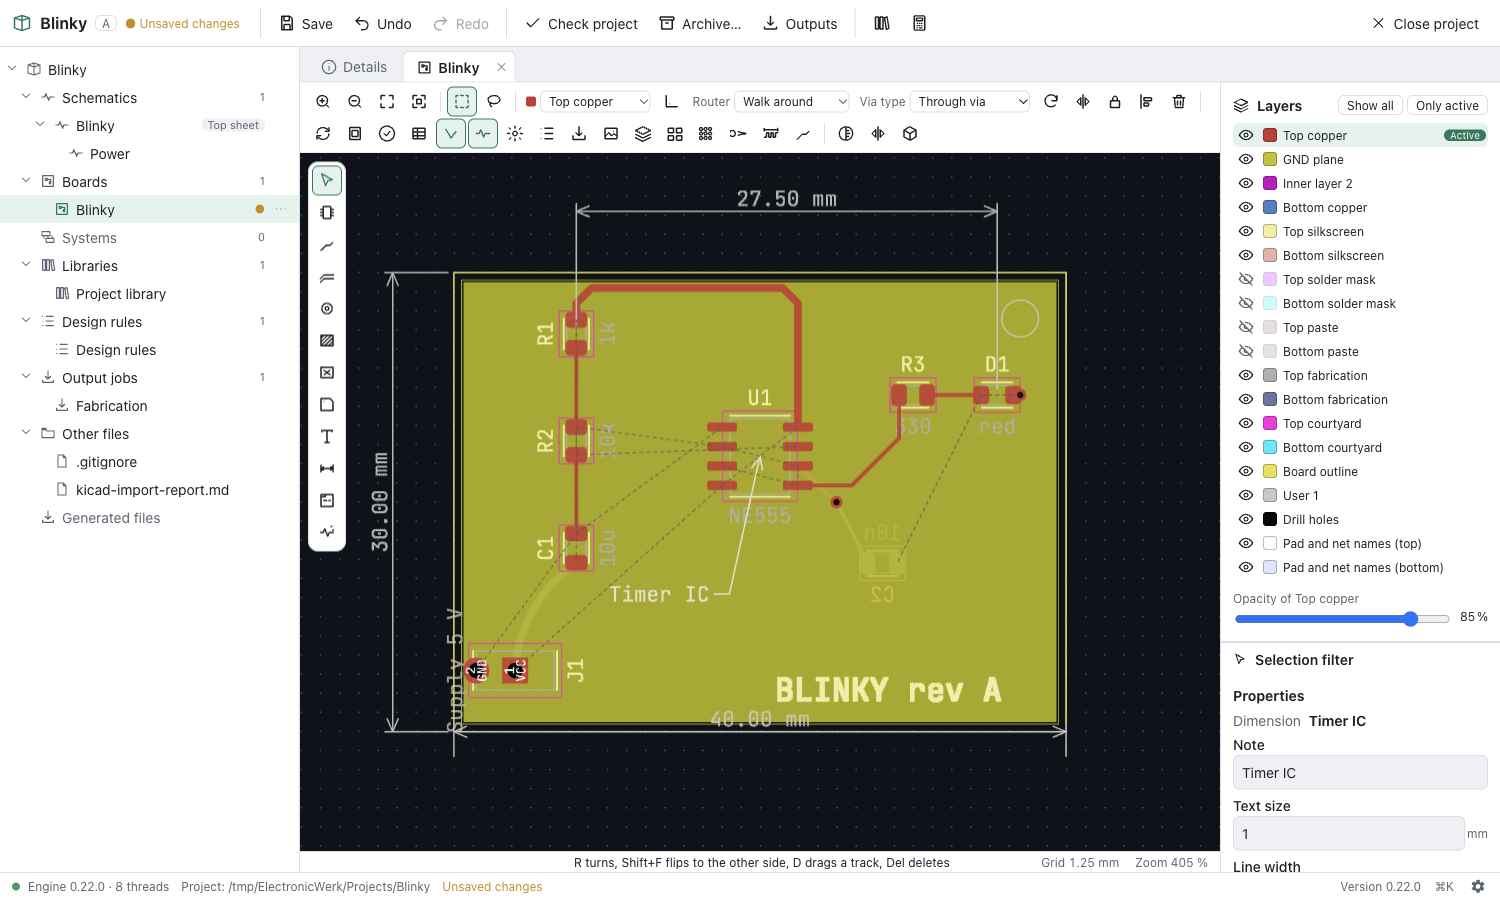 Blinky A Unsaved changes Save Undo Redo Check project Archive... Outputs Close project
Blinky
Schematics 1
Blinky Top sheet
Power
Boards 1
Blinky
Systems 0
Libraries 1
Project library
Design rules 1
Design rules
Output jobs 1
Fabrication
Other files
.gitignore
kicad-import-report.md
Generated files
Details Blinky
Top copper Router Walk around Via type Through via
27.50 mm
R1 1k
R3 D1
U1
330 red
R2 10k
30.00 mm
NE555
10n
C1 10u
Timer IC C2
Supply 5 V
2 GND 1 VCC J1
BLINKY rev A
40.00 mm
R turns, Shift+F flips to the other side, D drags a track, Del deletes Grid 1.25 mm Zoom 405 %
Layers Show all Only active
Top copper Active
GND plane
Inner layer 2
Bottom copper
Top silkscreen
Bottom silkscreen
Top solder mask
Bottom solder mask
Top paste
Bottom paste
Top fabrication
Bottom fabrication
Top courtyard
Bottom courtyard
Board outline
User 1
Drill holes
Pad and net names (top)
Pad and net names (bottom)
Opacity of Top copper
85 %
Selection filter
Properties
Dimension Timer IC
Note
Timer IC
Text size
1 mm
Line width
Engine 0.22.0 · 8 threads Project: /tmp/ElectronicWerk/Projects/Blinky Unsaved changes Version 0.22.0 ⌘K